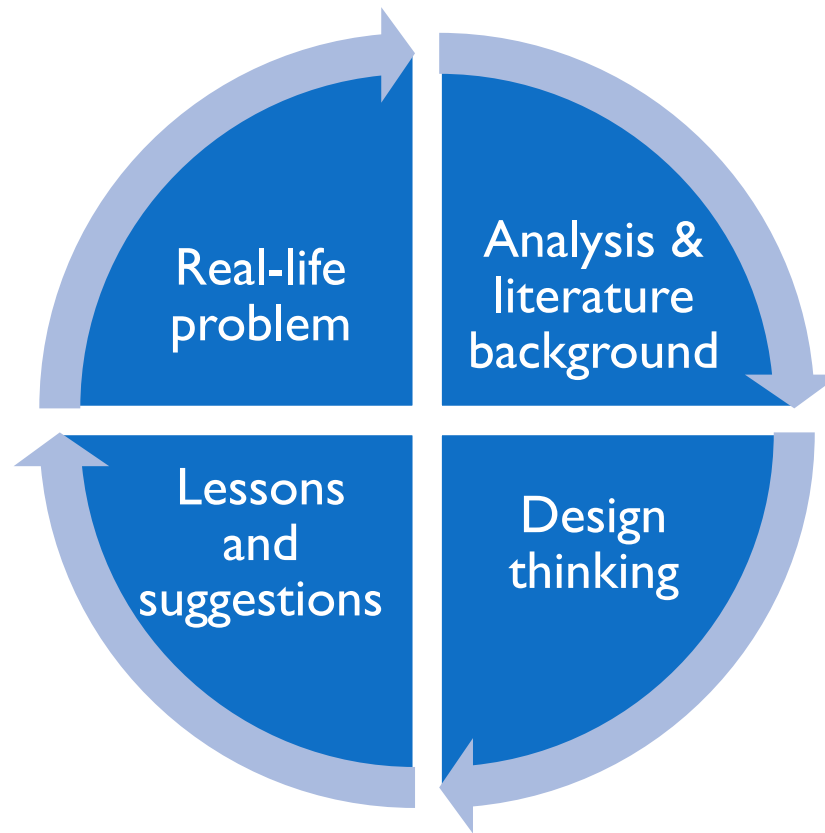 Real-life
problem
Analysis &
literature
background
Lessons
and
suggestions
Design
thinking